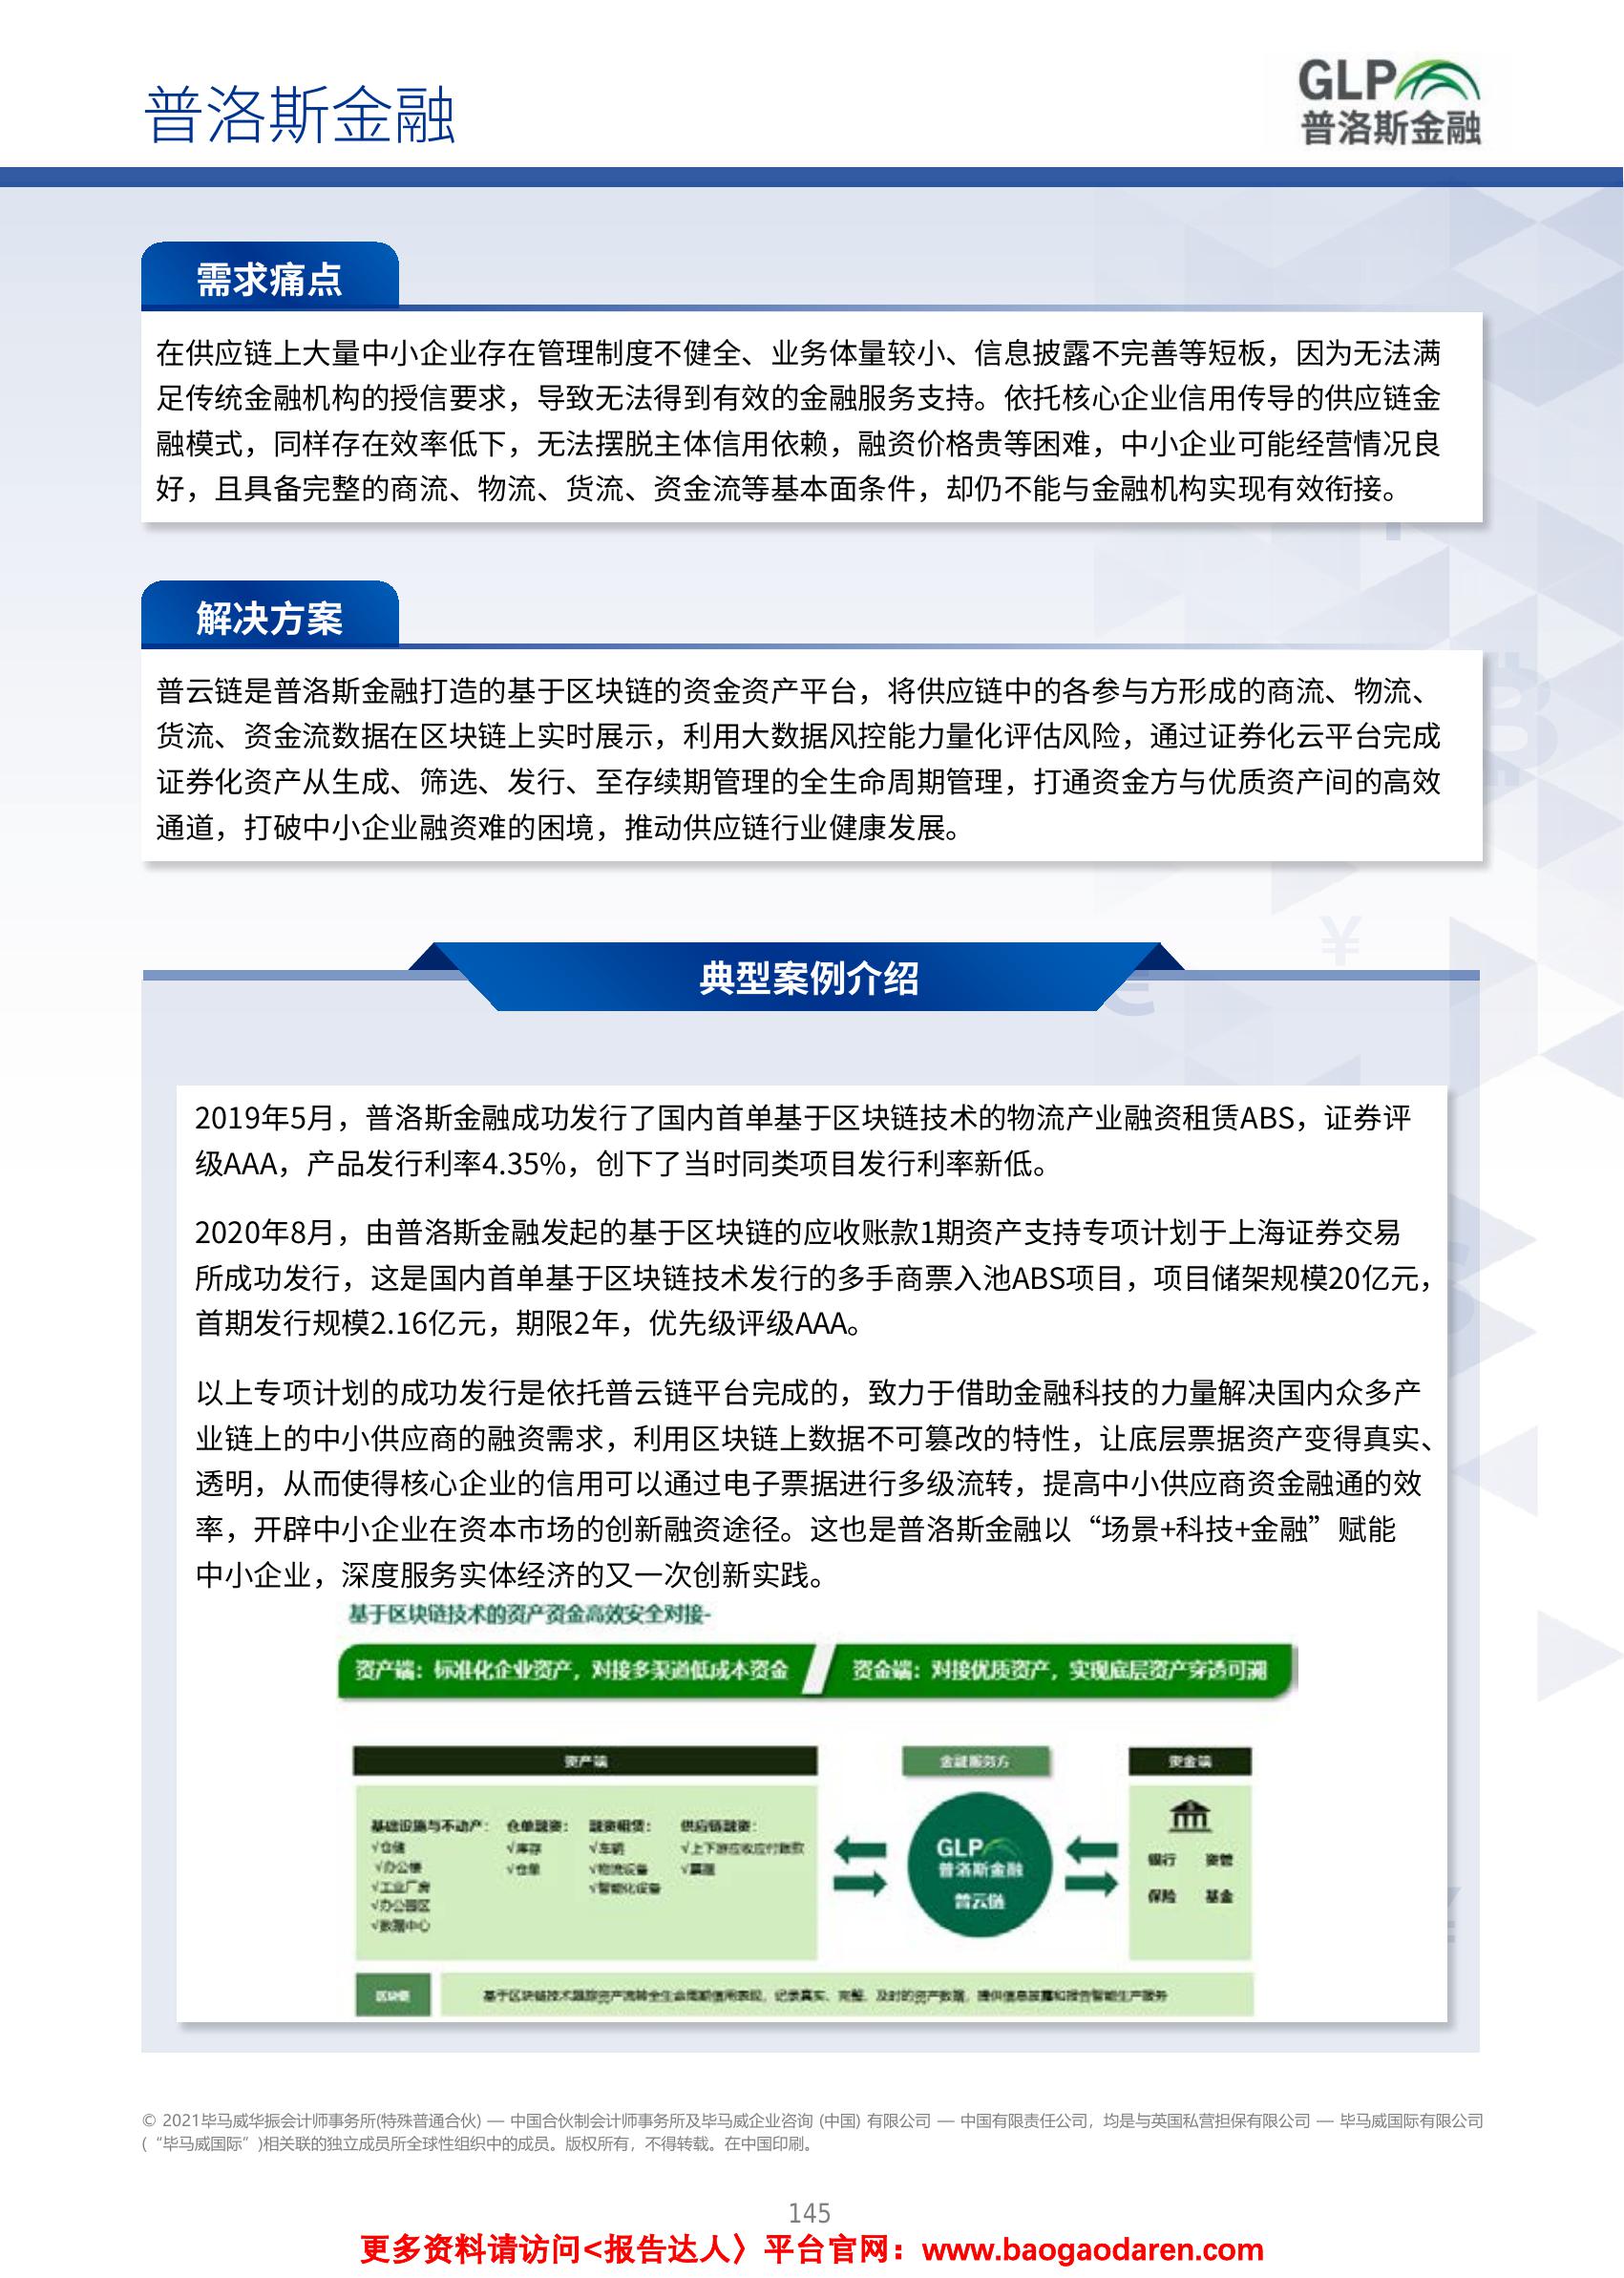 普洛斯金融
GLP
普洛斯金融
需求痛点
在供应链上大量中小企业存在管理制度不健全、业务体量较小、信息披露不完善等短板，因为无法满
足传统金融机构的授信要求，导致无法得到有效的金融服务支持。依托核心企业信用传导的供应链金
融模式，同样存在效率低下，无法摆脱主体信用依赖，融资价格贵等困难，中小企业可能经营情况良
好，且具备完整的商流、物流、货流、资金流等基本面条件，却仍不能与金融机构实现有效衔接。
解决方案
普云链是普洛斯金融打造的基于区块链的资金资产平台，将供应链中的各参与方形成的商流、物流、
货流、资金流数据在区块链上实时展示，利用大数据风控能力量化评估风险，通过证券化云平台完成
证券化资产从生成、筛选、发行、至存续期管理的全生命周期管理，打通资金方与优质资产间的高效
通道，打破中小企业融资难的困境，推动供应链行业健康发展。
典型案例介绍
2019年5月，普洛斯金融成功发行了国内首单基于区块链技术的物流产业融资租赁ABS，证券评
级AAA，产品发行利率4.35%，创下了当时同类项目发行利率新低。
2020年8月，由普洛斯金融发起的基于区块链的应收账款1期资产支持专项计划于上海证券交易
所成功发行，这是国内首单基于区块链技术发行的多手商票入池ABS项目，项目储架规模20亿元，
首期发行规模2.16亿元，期限2年，优先级评级AAA。
以上专项计划的成功发行是依托普云链平台完成的，致力于借助金融科技的力量解决国内众多产
业链上的中小供应商的融资需求，利用区块链上数据不可篡改的特性，让底层票据资产变得真实、
透明，从而使得核心企业的信用可以通过电子票据进行多级流转，提高中小供应商资金融通的效
率，开辟中小企业在资本市场的创新融资途径。这也是普洛斯金融以“场景+科技+金融”赋能
中小企业，深度服务实体经济的又一次创新实践。
基于区块链技术的资产资金高效安全对接-
资产端：标准化企业资产，对接多渠道低成本资金 资金端：对接优质资产，实现底层资产穿透可溯
资产端 金融服务方 资金端
基础设施与不动产： 仓单融资： 融资租赁： 供应链融资：
√仓储 √库存 √车辆 √上下游应收应付账款
√办公楼 √仓单 √物流设备 √票据
√工业厂房 √智能化设备
√办公园区
√数据中心
GLP
普洛斯金融
普云链
银行 资管
保险 基金
区块链 基于区块链技术跟踪资产流转全生命周期信用表现，记录真实、完整、及时的资产数据，提供信息披露和报告智能生产服务
© 2021毕马威华振会计师事务所(特殊普通合伙) — 中国合伙制会计师事务所及毕马威企业咨询 (中国) 有限公司 — 中国有限责任公司，均是与英国私营担保有限公司 — 毕马威国际有限公司
(“毕马威国际”)相关联的独立成员所全球性组织中的成员。版权所有，不得转载。在中国印刷。
145
更多资料请访问<报告达人〉平台官网：www.baogaodaren.com